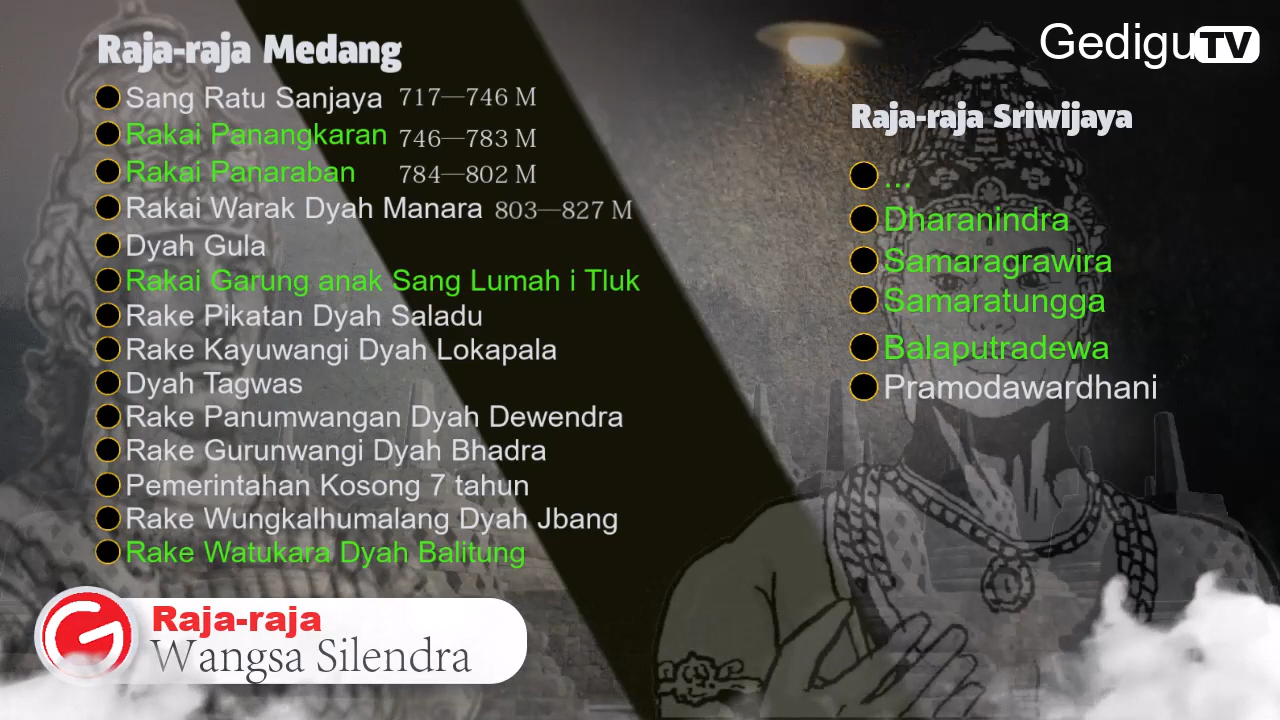 Raja-raja Medang
Sang Ratu Sanjaya 717—746 M
Rakai Panangkaran 746—783 M
Rakai Panaraban 784—802 M
Rakai Warak Dyah Manara 803—827 M
Dyah Gula
Rakai Garung anak Sang Lumah i Tluk
Rake Pikatan Dyah Saladu
Rake Kayuwangi Dyah Lokapala
Dyah Tagwas
Rake Panumwangan Dyah Dewendra
Rake Gurunwangi Dyah Bhadra
Pemerintahan Kosong 7 tahun
Rake Wungkalhumalang Dyah Jbang
Rake Watukara Dyah Balitung
Gedigu TV
Raja-raja Sriwijaya
...
Dharanindra
Samaragrawira
Samaratungga
Balaputradewa
Pramodawardhani
Raja-raja
Wangsa Silendra